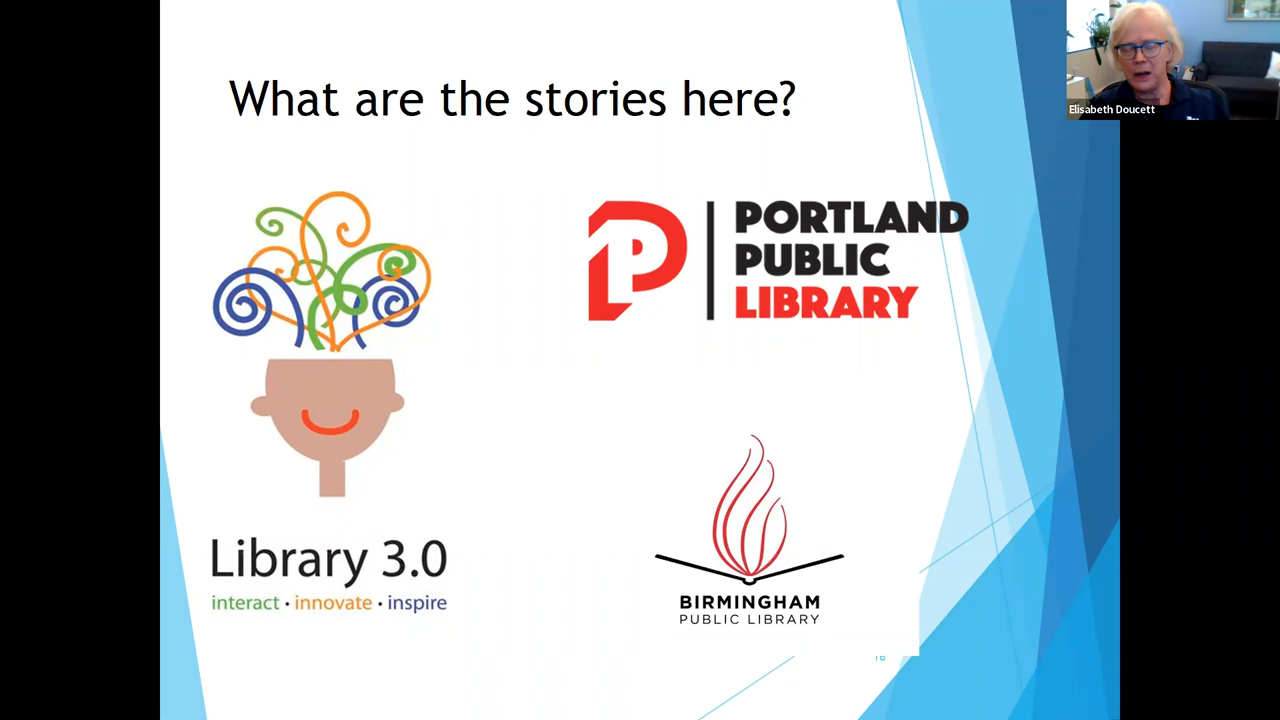 What are the stories here?
Elisabeth Doucett
P
PORTLAND
PUBLIC
LIBRARY
Library 3.0
interact • innovate • inspire
BIRMINGHAM
PUBLIC LIBRARY